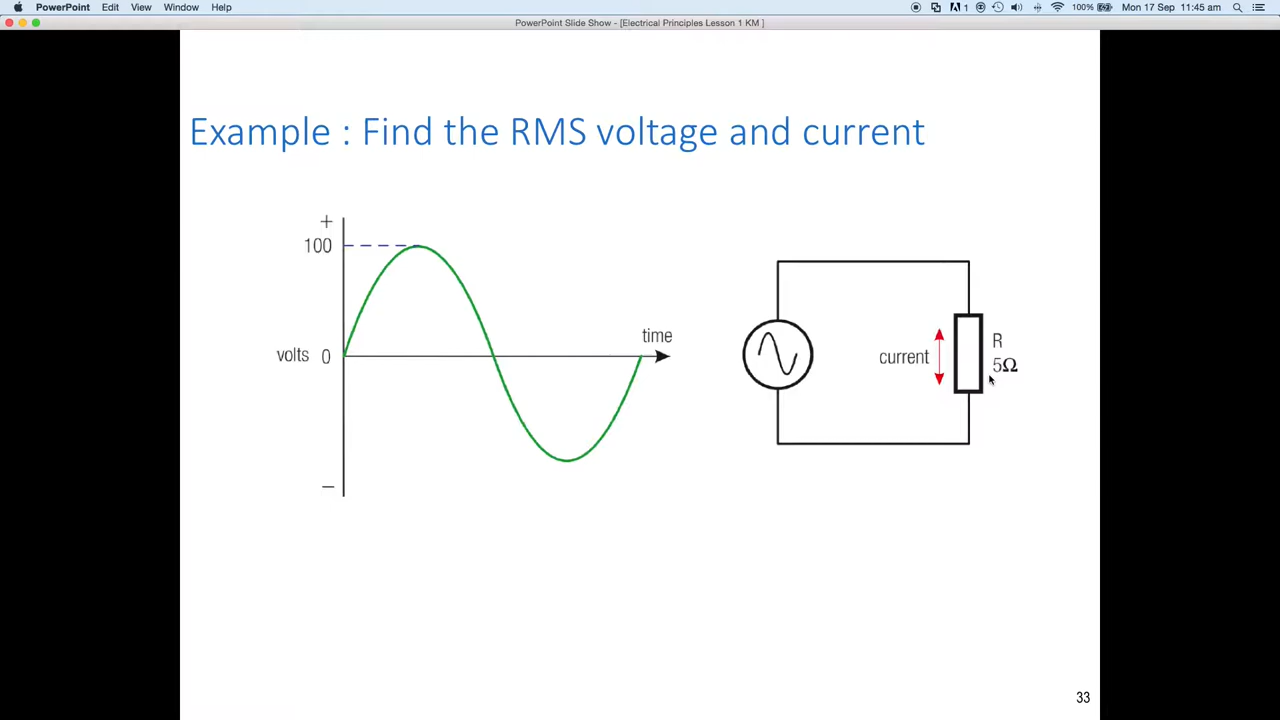 PowerPoint Edit View Window Help
1 100% Mon 17 Sep 11:45 am
PowerPoint Slide Show - [Electrical Principles Lesson 1 KM ]
Example : Find the RMS voltage and current
+
100
volts 0
time
−
current
R
5Ω
33